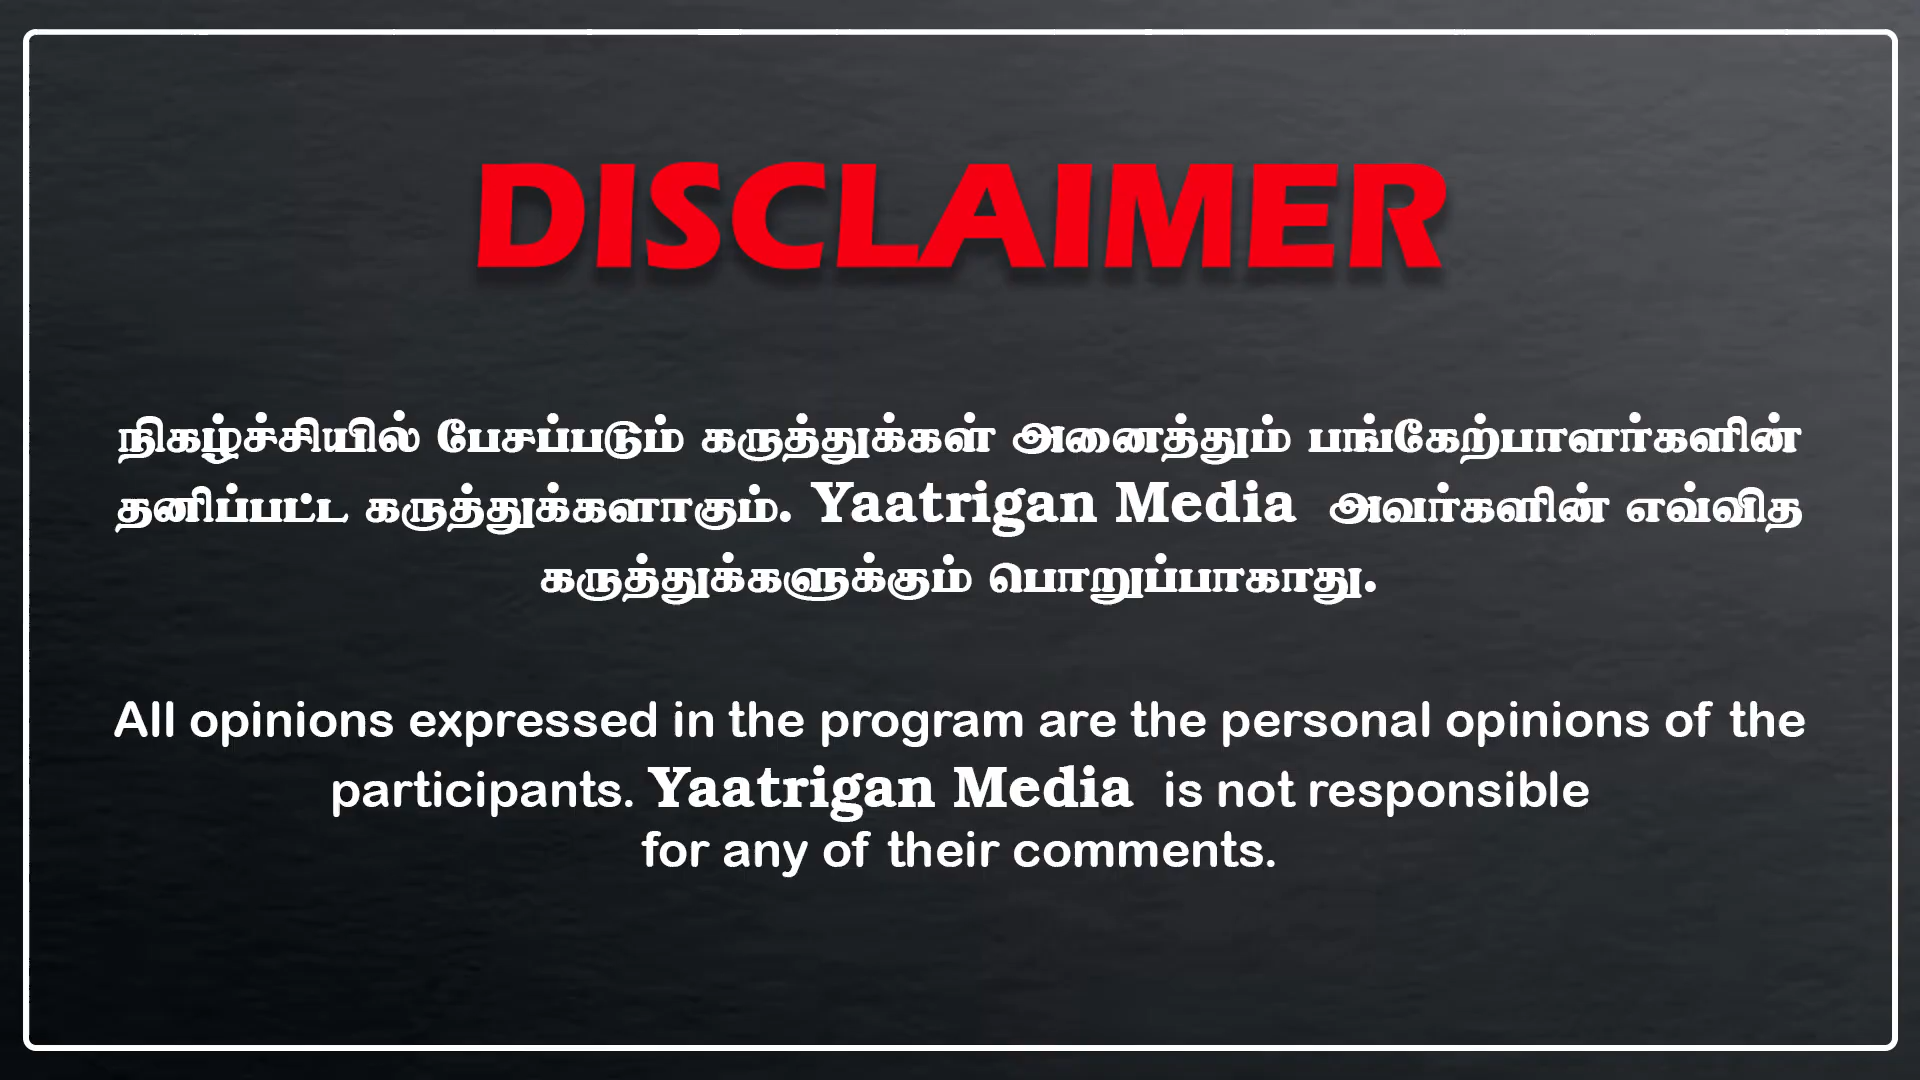 DISCLAIMER
நிகழ்ச்சியில் பேசப்படும் கருத்துக்கள் அனைத்தும் பங்கேற்பாளர்களின்
தனிப்பட்ட கருத்துக்களாகும். Yaatrigan Media அவர்களின் எவ்வித
கருத்துக்களுக்கும் பொறுப்பாகாது.
All opinions expressed in the program are the personal opinions of the
participants. Yaatrigan Media is not responsible
for any of their comments.